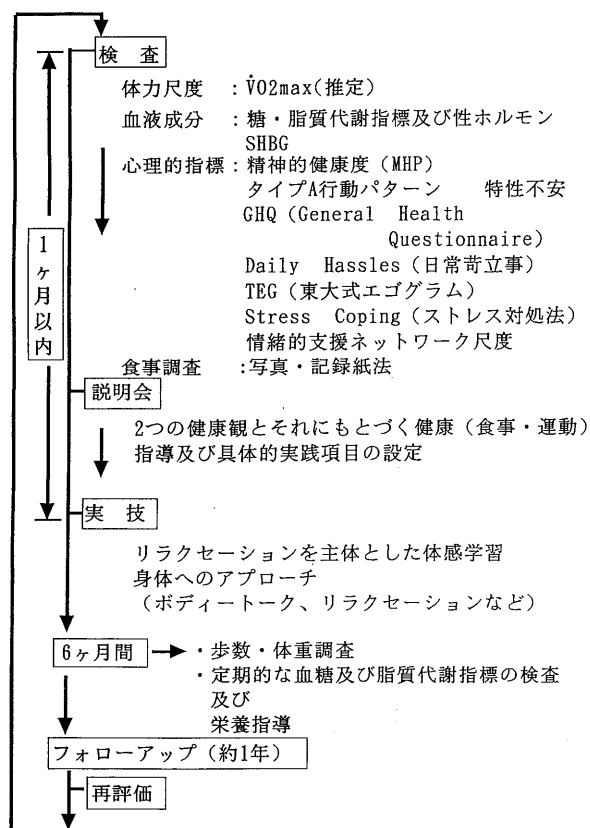 検 査
体力尺度 :V̇O2max(推定)
血液成分 :糖・脂質代謝指標及び性ホルモン
SHBG
心理的指標:精神的健康度(MHP)
タイプA行動パターン 特性不安
GHQ(General Health
Questionnaire)
Daily Hassles(日常苛立事)
TEG(東大式エゴグラム)
Stress Coping(ストレス対処法)
情緒的支援ネットワーク尺度
食事調査 :写真・記録紙法
1ヶ月以内
説明会
2つの健康観とそれにもとづく健康(食事・運動)
指導及び具体的実践項目の設定
実 技
リラクセーションを主体とした体感学習
身体へのアプローチ
(ボディートーク、リラクセーションなど)
6ヶ月間
・歩数・体重調査
・定期的な血糖及び脂質代謝指標の検査
及び
栄養指導
フォローアップ(約1年)
再評価